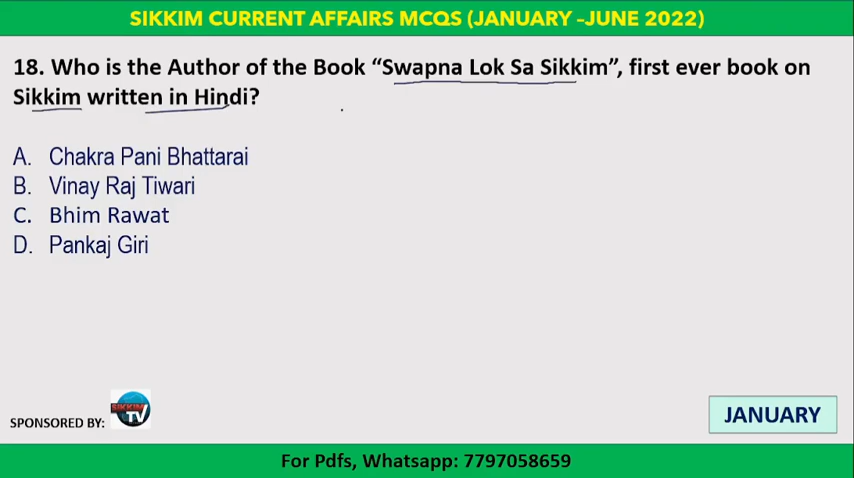 SIKKIM CURRENT AFFAIRS MCQS (JANUARY –JUNE 2022)
18. Who is the Author of the Book “Swapna Lok Sa Sikkim”, first ever book on
Sikkim written in Hindi?
A. Chakra Pani Bhattarai
B. Vinay Raj Tiwari
C. Bhim Rawat
D. Pankaj Giri
SPONSORED BY:
SIKKIM
TV
JANUARY
For Pdfs, Whatsapp: 7797058659